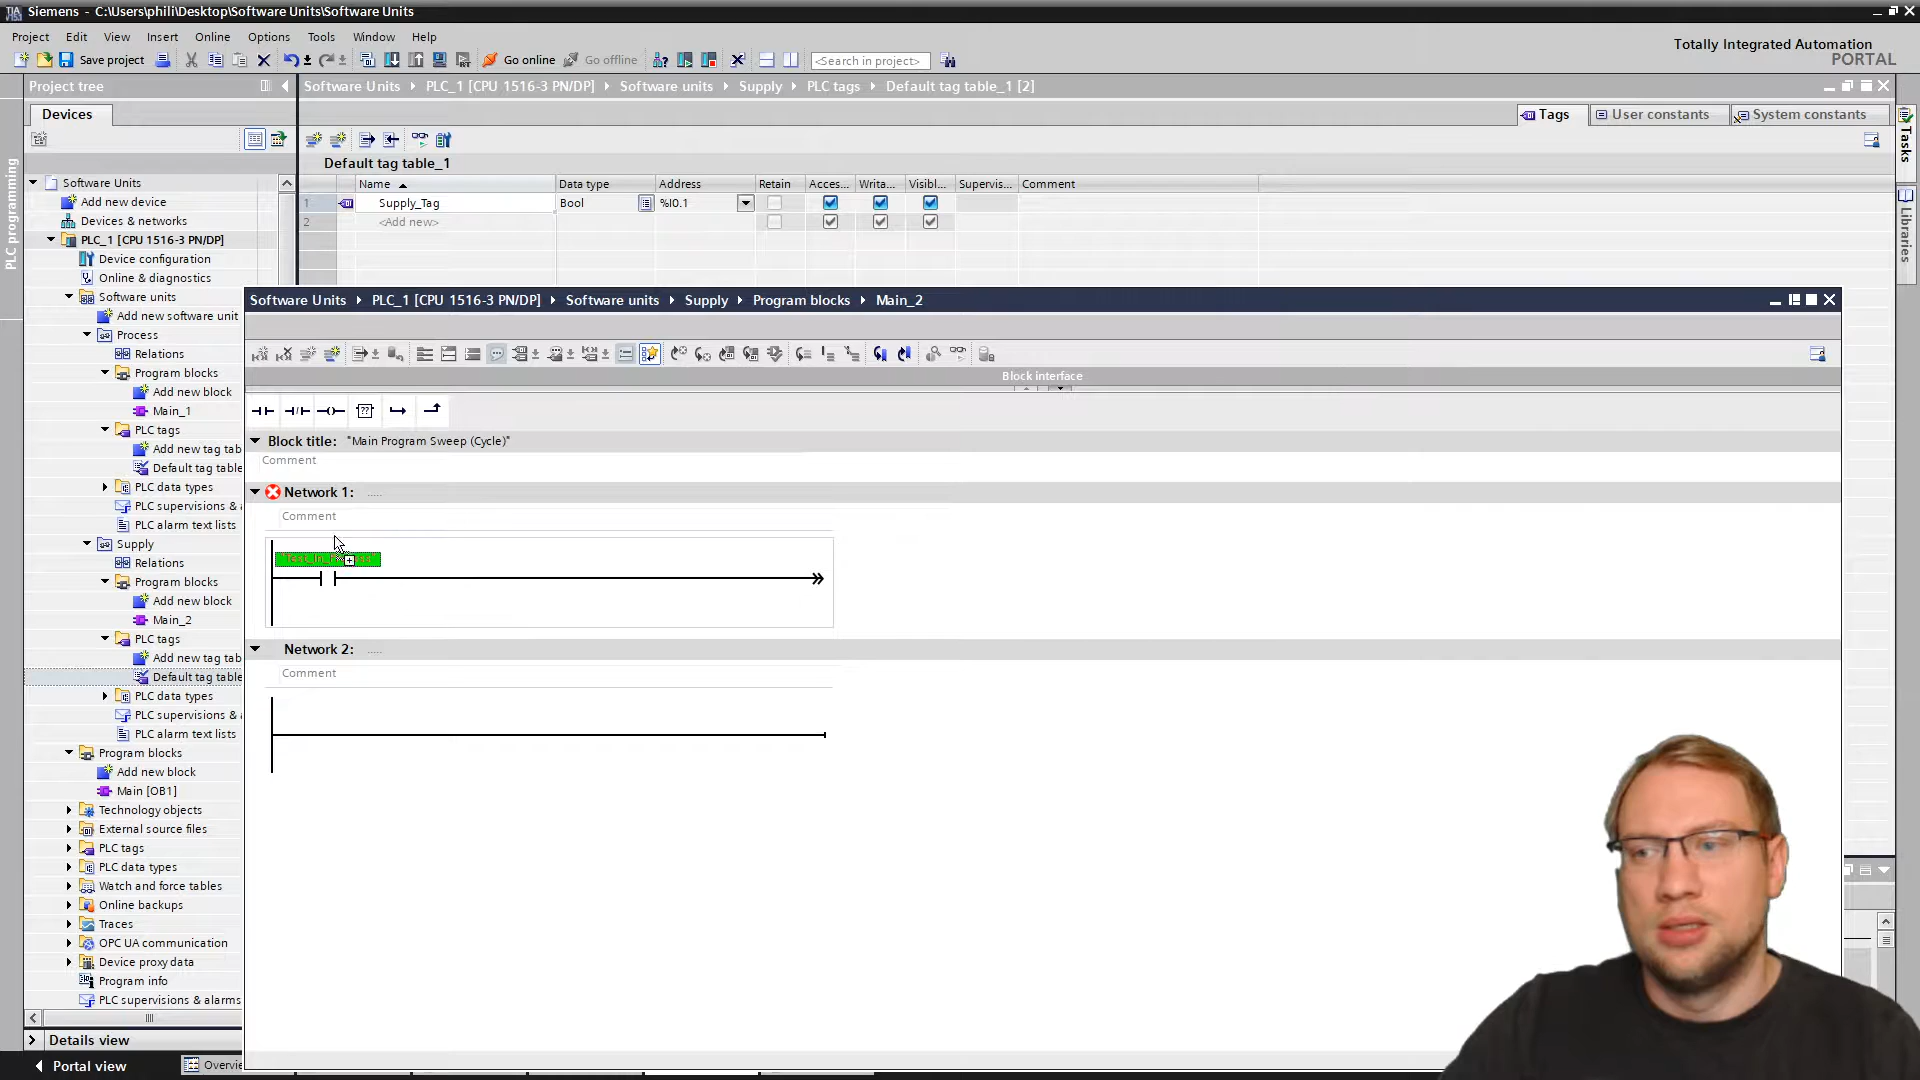 Siemens - C:\Users\phili\Desktop\Software Units\Software Units
Project Edit View Insert Online Options Tools Window Help
Totally Integrated Automation
PORTAL
Save project
Go online
Go offline
<Search in project>
Project tree
Software Units PLC_1 [CPU 1516-3 PN/DP] Software units Supply PLC tags Default tag table_1 [2]
Devices
Tags
User constants
System constants
Default tag table_1
Name Data type Address Retain Acces... Writa... Visibl... Supervis... Comment
1 Supply_Tag Bool %I0.1
2 <Add new>
PLC programming
Tasks
Libraries
Software Units
Add new device
Devices & networks
PLC_1 [CPU 1516-3 PN/DP]
Device configuration
Online & diagnostics
Software units
Add new software unit
Process
Relations
Program blocks
Add new block
Main_1
PLC tags
Add new tag tab
Default tag table
PLC data types
PLC supervisions &
PLC alarm text lists
Supply
Relations
Program blocks
Add new block
Main_2
PLC tags
Add new tag tab
Default tag table
PLC data types
PLC supervisions &
PLC alarm text lists
Program blocks
Add new block
Main [OB1]
Technology objects
External source files
PLC tags
PLC data types
Watch and force tables
Online backups
Traces
OPC UA communication
Device proxy data
Program info
PLC supervisions & alarms
Details view
Portal view
Overvie
Software Units PLC_1 [CPU 1516-3 PN/DP] Software units Supply Program blocks Main_2
Block interface
??
Block title: "Main Program Sweep (Cycle)"
Comment
Network 1: .....
Comment
Network 2: .....
Comment